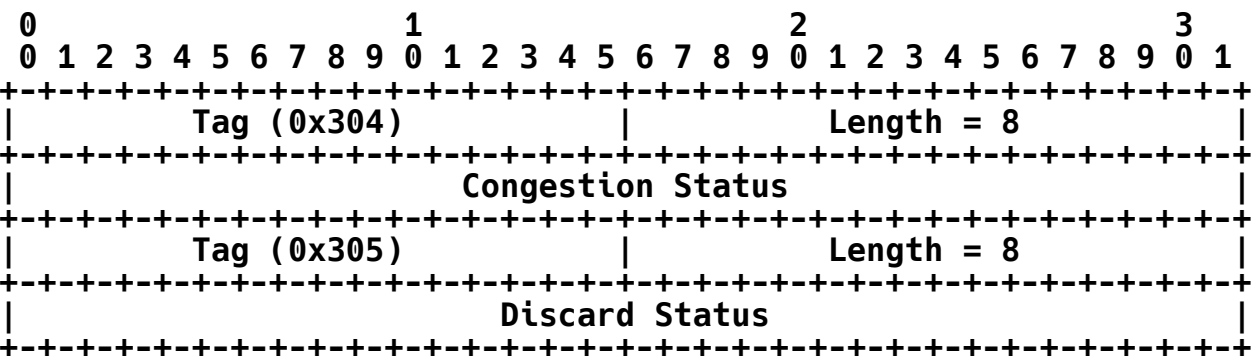 0                   1                   2                   3
 0 1 2 3 4 5 6 7 8 9 0 1 2 3 4 5 6 7 8 9 0 1 2 3 4 5 6 7 8 9 0 1
+-+-+-+-+-+-+-+-+-+-+-+-+-+-+-+-+-+-+-+-+-+-+-+-+-+-+-+-+-+-+-+-+
|         Tag (0x304)           |          Length = 8           |
+-+-+-+-+-+-+-+-+-+-+-+-+-+-+-+-+-+-+-+-+-+-+-+-+-+-+-+-+-+-+-+-+
|                       Congestion Status                       |
+-+-+-+-+-+-+-+-+-+-+-+-+-+-+-+-+-+-+-+-+-+-+-+-+-+-+-+-+-+-+-+-+
|         Tag (0x305)           |          Length = 8           |
+-+-+-+-+-+-+-+-+-+-+-+-+-+-+-+-+-+-+-+-+-+-+-+-+-+-+-+-+-+-+-+-+
|                         Discard Status                        |
+-+-+-+-+-+-+-+-+-+-+-+-+-+-+-+-+-+-+-+-+-+-+-+-+-+-+-+-+-+-+-+-+